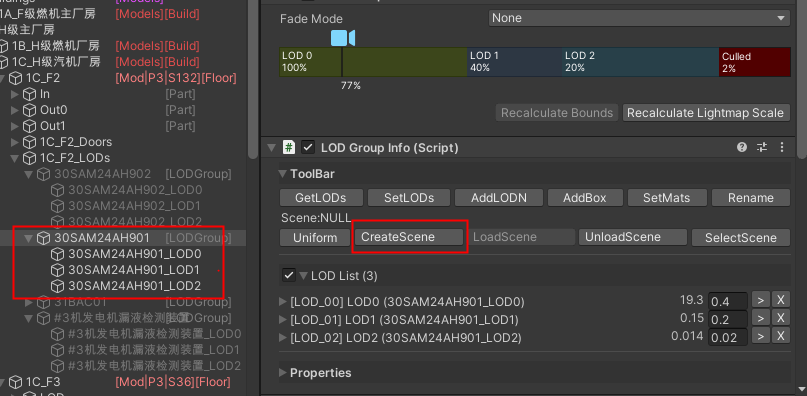 [Models]
1A_F级燃机主厂房 [Models][Build]
H级主厂房
1B_H级燃机厂房 [Models][Build]
1C_H级汽机厂房 [Models][Build]
1C_F2 [Mod|P3|S132][Floor]
In [Part]
Out0 [Part]
Out1 [Part]
1C_F2_Doors
1C_F2_LODs
30SAM24AH902 [LODGroup]
30SAM24AH902_LOD0
30SAM24AH902_LOD1
30SAM24AH902_LOD2
30SAM24AH901 [LODGroup]
30SAM24AH901_LOD0
30SAM24AH901_LOD1
30SAM24AH901_LOD2
31BAC01 [LODGroup]
#3机发电机漏液检测装置 [LODGroup]
#3机发电机漏液检测装置_LOD0
#3机发电机漏液检测装置_LOD1
#3机发电机漏液检测装置_LOD2
1C_F3 [Mod|P3|S36][Floor]
Fade Mode None
LOD 0 LOD 1 LOD 2 Culled
100% 40% 20% 2%
77%
Recalculate Bounds Recalculate Lightmap Scale
LOD Group Info (Script)
ToolBar
GetLODs SetLODs AddLODN AddBox SetMats Rename
Scene:NULL
Uniform CreateScene LoadScene UnloadScene SelectScene
LOD List (3)
[LOD_00] LOD0 (30SAM24AH901_LOD0) 19.3 0.4 > X
[LOD_01] LOD1 (30SAM24AH901_LOD1) 0.15 0.2 > X
[LOD_02] LOD2 (30SAM24AH901_LOD2) 0.014 0.02 > X
Properties